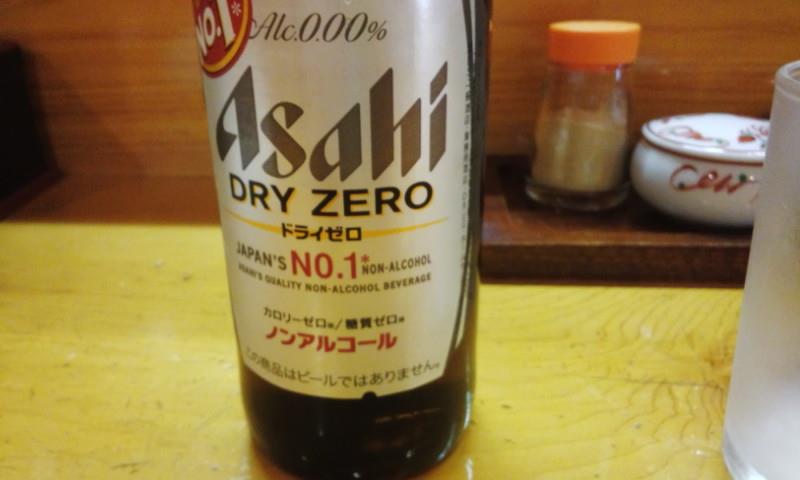 NO.1*
Alc.0.00%
Asahi
DRY ZERO
ドライゼロ
JAPAN'S NO.1* NON-ALCOHOL
ASAHI'S QUALITY NON-ALCOHOL BEVERAGE
カロリーゼロ※/糖質ゼロ※
ノンアルコール
この商品はビールではありません。